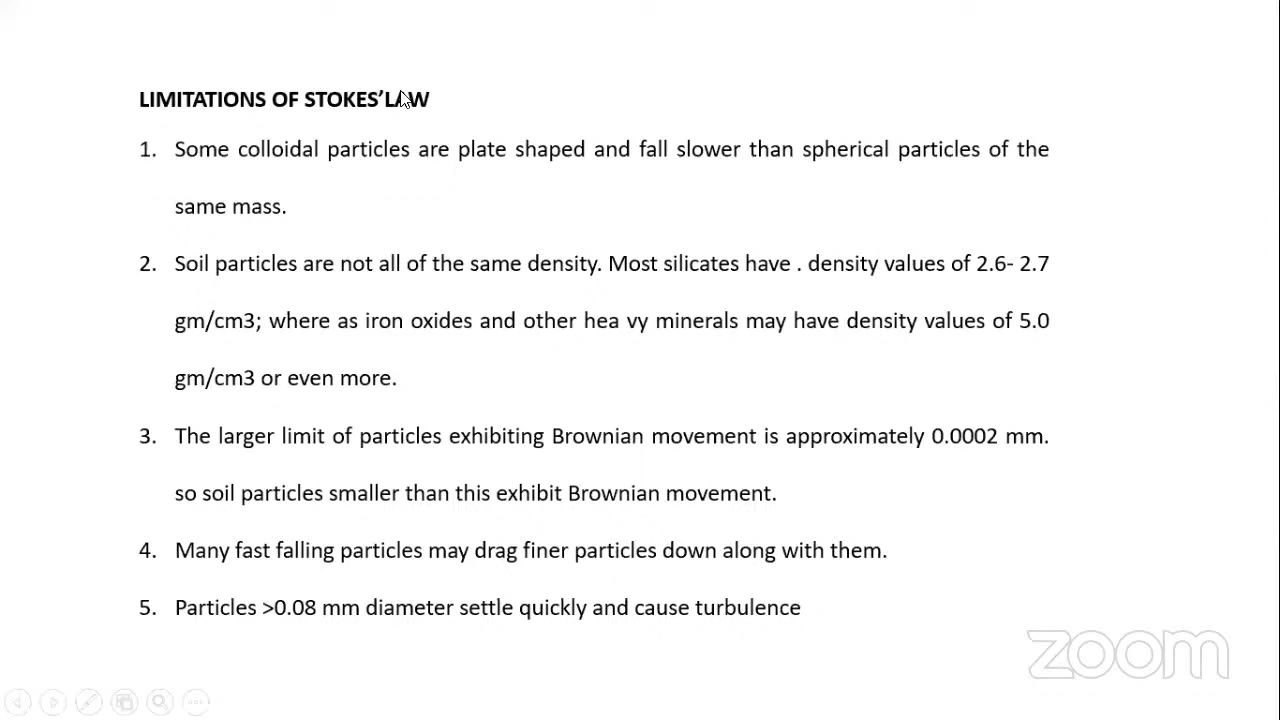 LIMITATIONS OF STOKES’LAW
1. Some colloidal particles are plate shaped and fall slower than spherical particles of the
same mass.
2. Soil particles are not all of the same density. Most silicates have . density values of 2.6- 2.7
gm/cm3; where as iron oxides and other hea vy minerals may have density values of 5.0
gm/cm3 or even more.
3. The larger limit of particles exhibiting Brownian movement is approximately 0.0002 mm.
so soil particles smaller than this exhibit Brownian movement.
4. Many fast falling particles may drag finer particles down along with them.
5. Particles >0.08 mm diameter settle quickly and cause turbulence
zoom